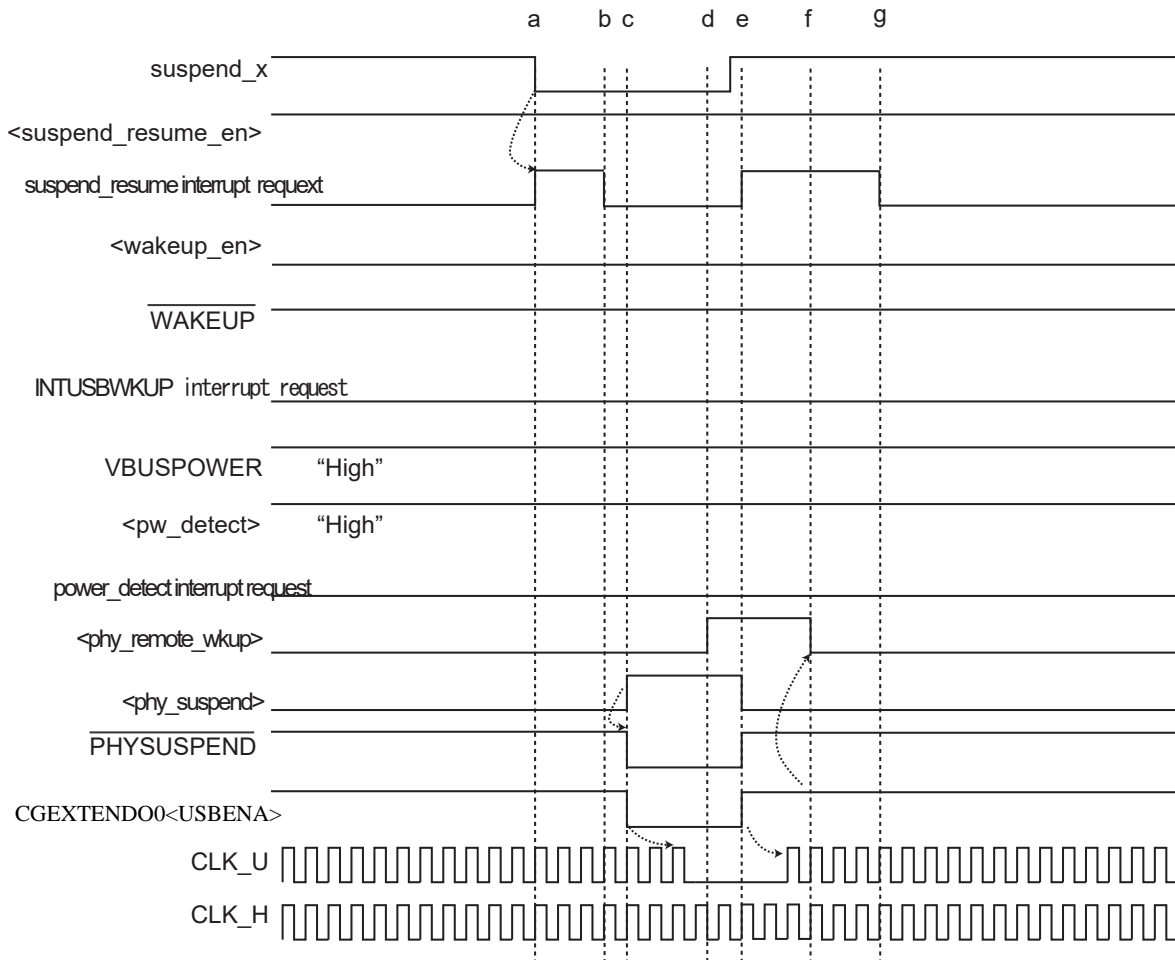 a b c d e f g
suspend_x
<suspend_resume_en>
suspend_resume interrupt requext
<wakeup_en>
WAKEUP
INTUSBWKUP interrupt request
VBUSPOWER "High"
<pw_detect> "High"
power_detect interrupt request
<phy_remote_wkup>
<phy_suspend>
PHYSUSPEND
CGEXTENDO0<USBENA>
CLK_U
CLK_H